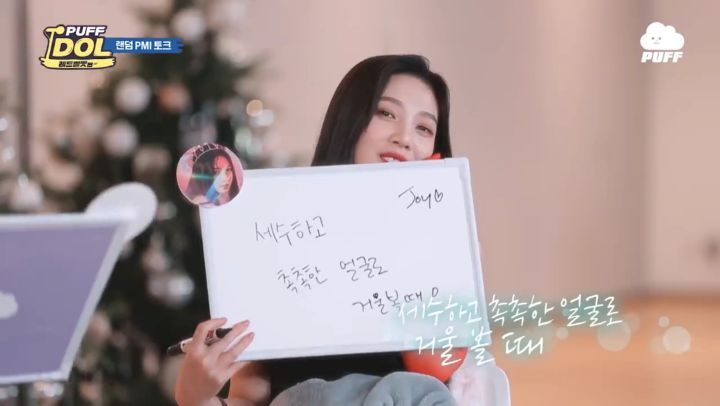 PUFF
IDOL
레드벨벳편
랜덤 PMI 토크
PUFF
Joy♡
세수하고
촉촉한 얼굴로
거울 볼 때
세수하고 촉촉한 얼굴로
거울 볼 때